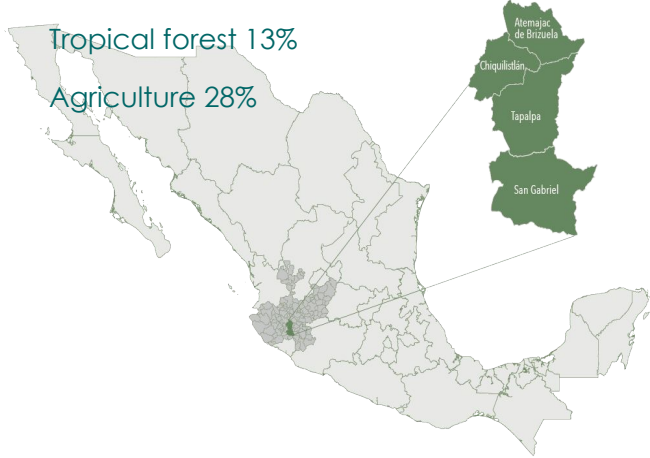 Tropical forest 13%
Agriculture 28%
Atemajac
de Brizuela
Chiquilistlán
Tapalpa
San Gabriel